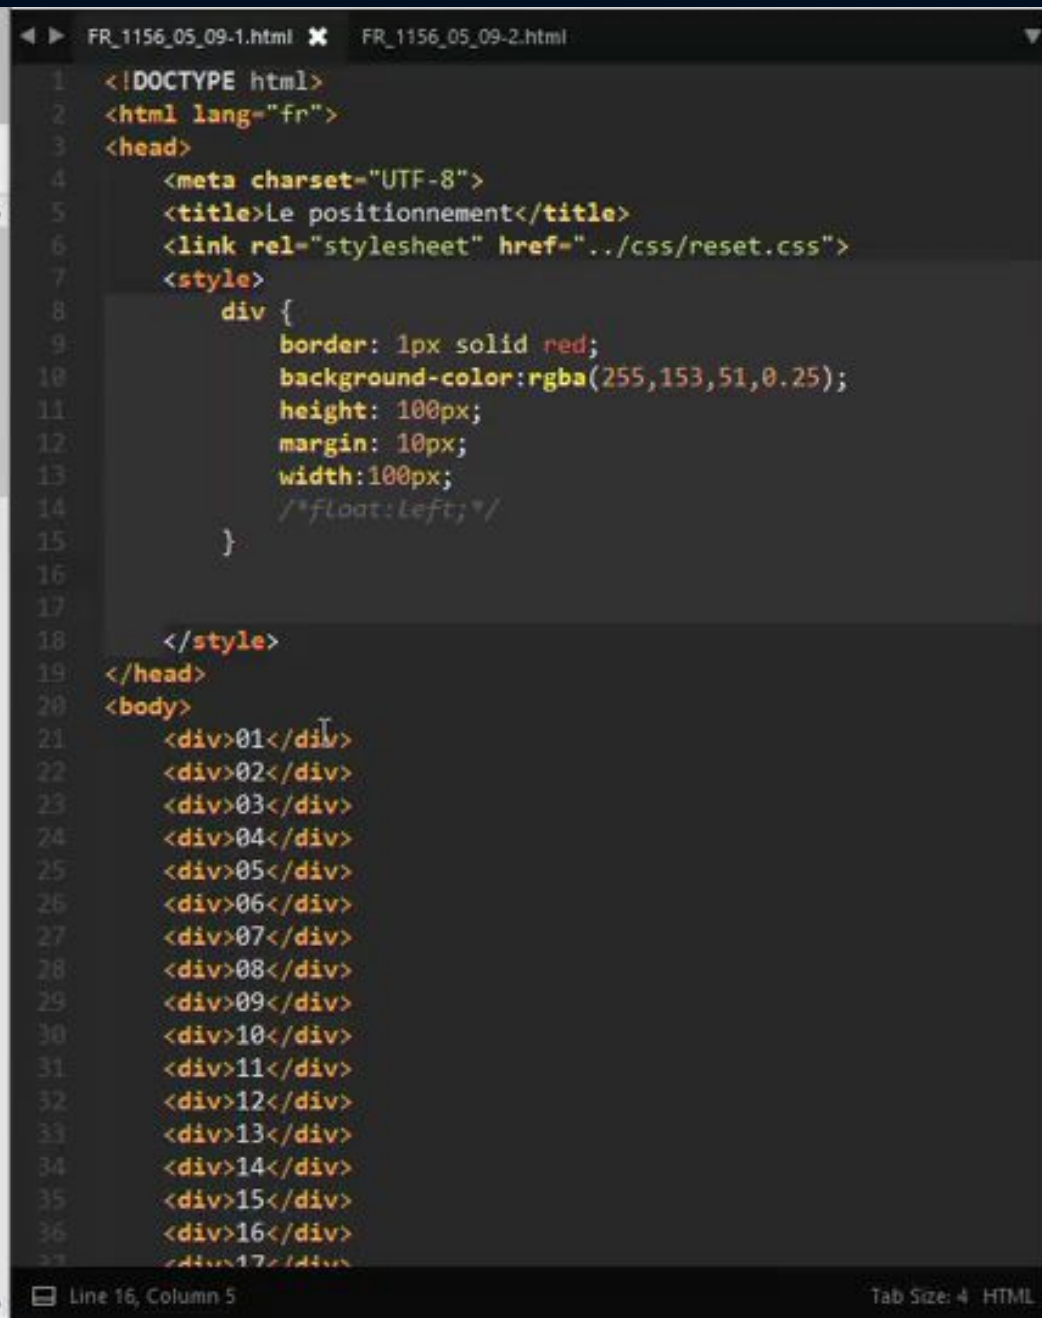 FR_1156_05_09-1.html ✖ FR_1156_05_09-2.html
1 <!DOCTYPE html>
2 <html lang="fr">
3 <head>
4 <meta charset="UTF-8">
5 <title>Le positionnement</title>
6 <link rel="stylesheet" href="../css/reset.css">
7 <style>
8 div {
9 border: 1px solid red;
10 background-color:rgba(255,153,51,0.25);
11 height: 100px;
12 margin: 10px;
13 width:100px;
14 /*float:left;*/
15 }
16
17
18 </style>
19 </head>
20 <body>
21 <div>01</div>
22 <div>02</div>
23 <div>03</div>
24 <div>04</div>
25 <div>05</div>
26 <div>06</div>
27 <div>07</div>
28 <div>08</div>
29 <div>09</div>
30 <div>10</div>
31 <div>11</div>
32 <div>12</div>
33 <div>13</div>
34 <div>14</div>
35 <div>15</div>
36 <div>16</div>
37 <div>17</div>
Line 16, Column 5 Tab Size: 4 HTML